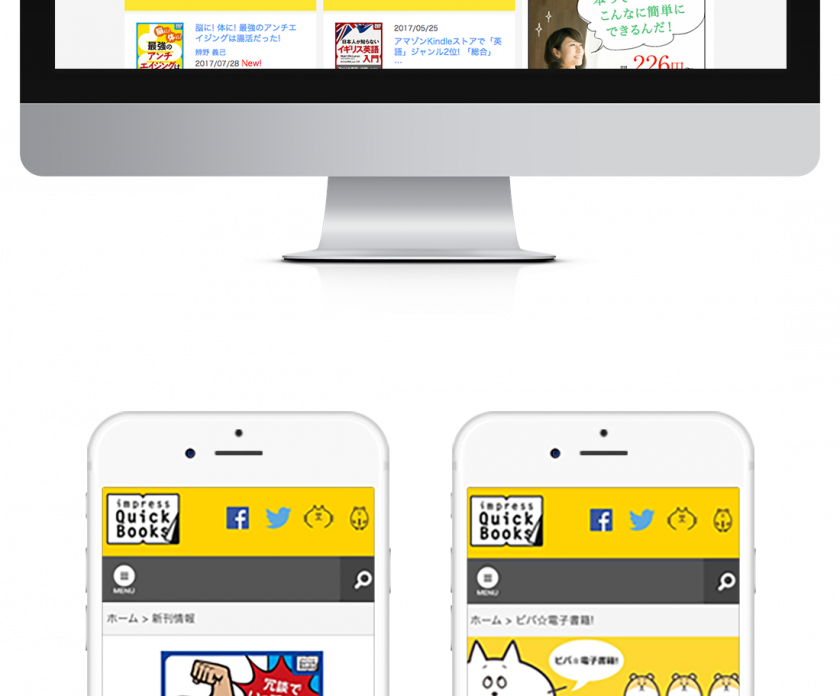 脳に! 体に! 最強のアンチエ
イジングは腸活だった!
辨野 義己
2017/07/28 New!
最強の
アンチ
エイジングは
2017/05/25
アマゾンKindleストアで「英
語」ジャンル2位! 「総合」
…
日本人が知らない
イギリス英語
入門
こんなに簡単に
できるんだ!
226円
impress
Quick
Books
MENU
ホーム > 新刊情報
冗談で
impress
Quick
Books
MENU
ホーム > ビバ☆電子書籍!
ビバ☆電子書籍!